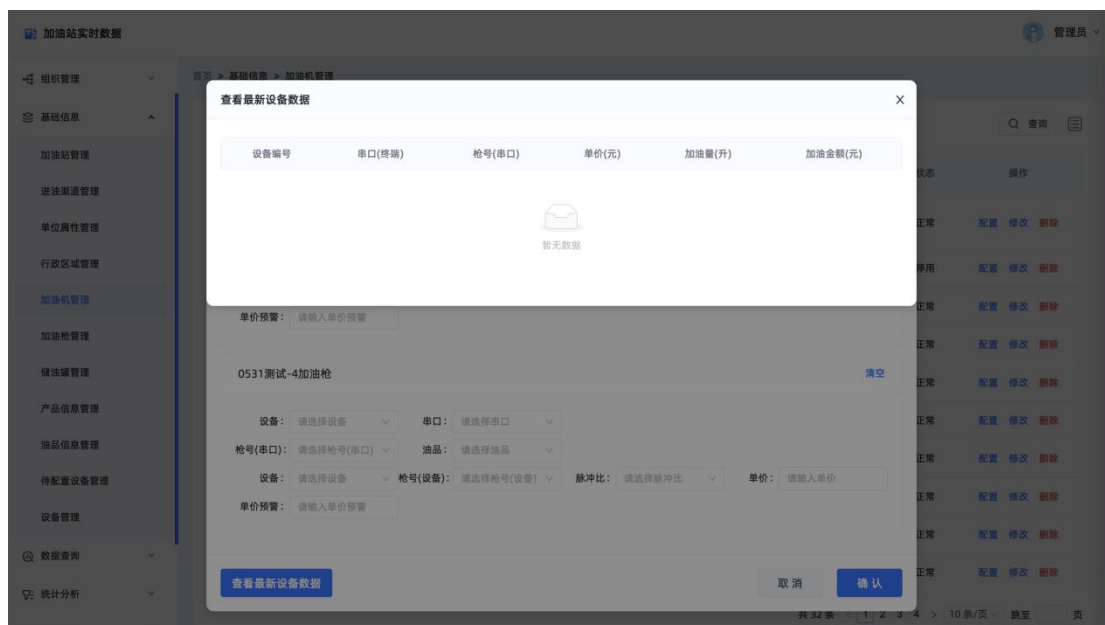 加油站实时数据
管理员
组织管理
首页 > 基础信息 > 加油机管理
查看最新设备数据
基础信息
查询
设备编号 串口(终端) 枪号(串口) 单价(元) 加油量(升) 加油金额(元)
加油站管理
状态 操作
进油渠道管理
单位属性管理
正常 配置 修改 删除
暂无数据
行政区域管理
停用 配置 修改 删除
加油机管理
正常 配置 修改 删除
单价预警： 请输入单价预警
加油枪管理
正常 配置 修改 删除
储油罐管理
0531测试-4加油枪 清空
正常 配置 修改 删除
产品信息管理
设备： 请选择设备 串口： 请选择串口
正常 配置 修改 删除
油品信息管理
枪号(串口)： 请选择枪号(串口) 油品： 请选择油品
正常 配置 修改 删除
待配置设备管理
设备： 请选择设备 枪号(设备)： 请选择枪号(设备) 脉冲比： 请选择脉冲比 单价： 请输入单价
正常 配置 修改 删除
单价预警： 请输入单价预警
设备管理
正常 配置 修改 删除
数据查询
正常 配置 修改 删除
查看最新设备数据 取 消 确 认
统计分析
共 32 条 < 1 2 3 4 > 10 条/页 跳至 页